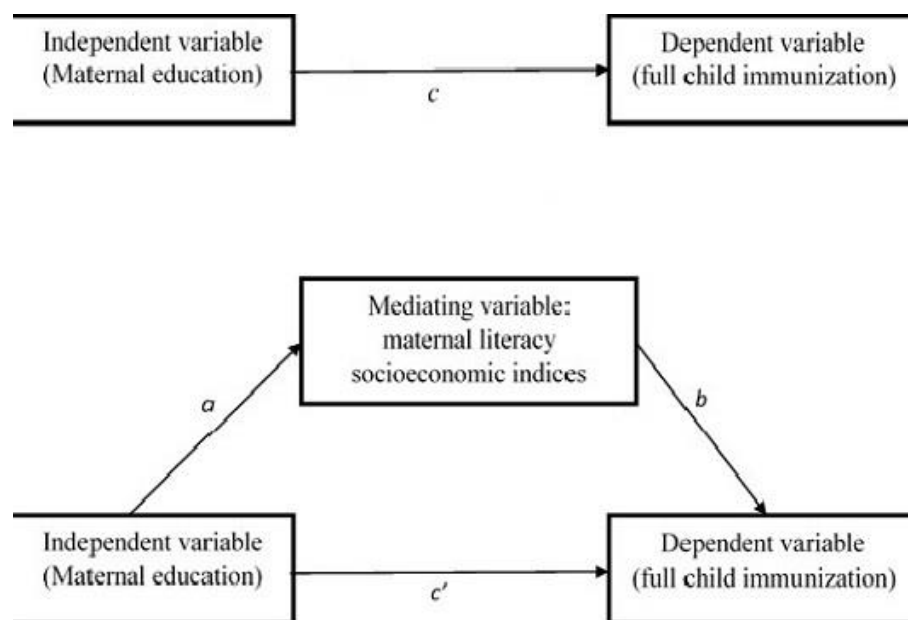 Independent variable
(Maternal education)
Dependent variable
(full child immunization)
c
Mediating variable:
maternal literacy
socioeconomic indices
a
b
Independent variable
(Maternal education)
Dependent variable
(full child immunization)
c'